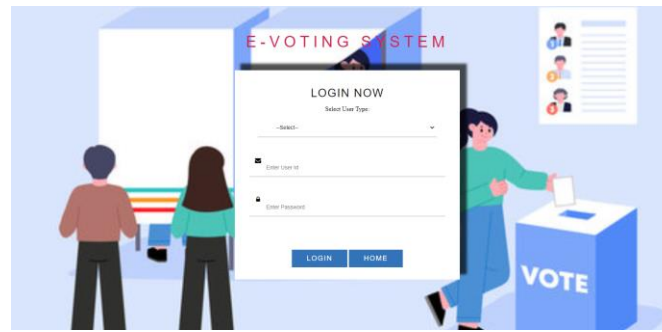 E-VOTING SYSTEM
LOGIN NOW
Select User Type:
--Select--
Enter User Id
Enter Password
LOGIN HOME
VOTE